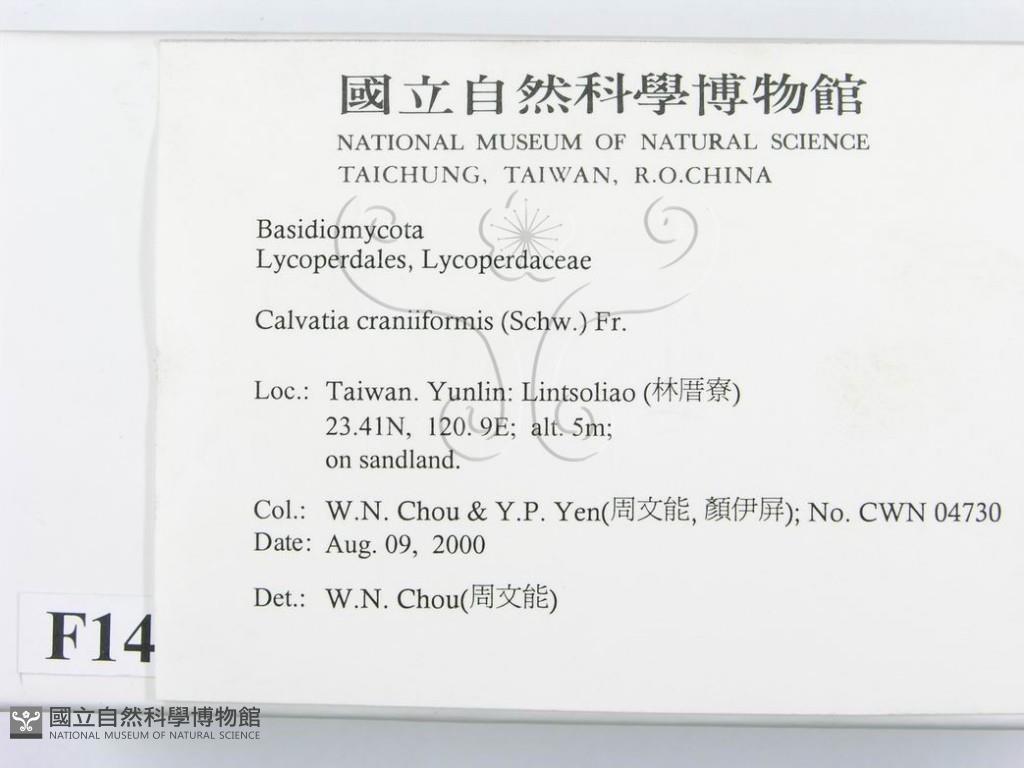 國立自然科學博物館
NATIONAL MUSEUM OF NATURAL SCIENCE
TAICHUNG, TAIWAN, R.O.CHINA
Basidiomycota
Lycoperdales, Lycoperdaceae
Calvatia craniiformis (Schw.) Fr.
Loc.: Taiwan. Yunlin: Lintsoliao (林厝寮)
23.41N, 120. 9E; alt. 5m;
on sandland.
Col.: W.N. Chou & Y.P. Yen(周文能, 顏伊屏); No. CWN 04730
Date: Aug. 09, 2000
Det.: W.N. Chou(周文能)
F14
國立自然科學博物館
NATIONAL MUSEUM OF NATURAL SCIENCE